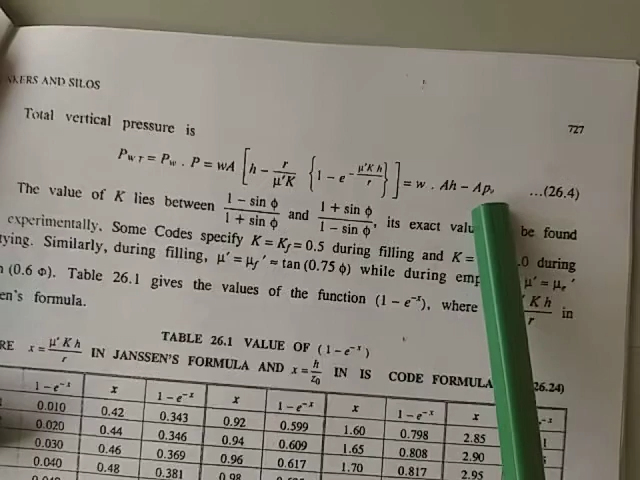 NKERS AND SILOS
727
Total vertical pressure is
P_{wT} = P_w . P = wA [h − r/μ'K {1 − e^{−μ'Kh/r}}] = w . Ah − Ap_v ...(26.4)
The value of K lies between (1 − sin φ)/(1 + sin φ) and (1 + sin φ)/(1 − sin φ), its exact be found
experimentally. Some Codes specify K = K_f = 0.5 during filling and K = .0 during
tying. Similarly, during filling, μ' = μ_f' = tan (0.75 φ) while during μ' = μ_e'
(0.6 φ). Table 26.1 gives the values of the function (1 − e^{−x}), where Kh/r in
en's formula.
TABLE 26.1 VALUE OF (1 − e^{−x})
RE x = μ'Kh/r IN JANSSEN'S FORMULA AND x = h/z_0 IN IS CODE FORMULA 26.24)
1 − e^{−x} x 1 − e^{−x} x 1 − e^{−x} x 1 − e^{−x} x
0.010 0.42 0.343 0.92 0.599 1.60 0.798 2.85
0.020 0.44 0.346 0.94 0.609 1.65 0.808 2.90
0.030 0.46 0.369 0.96 0.617 1.70 0.817 2.95
0.040 0.48 0.381 0.98